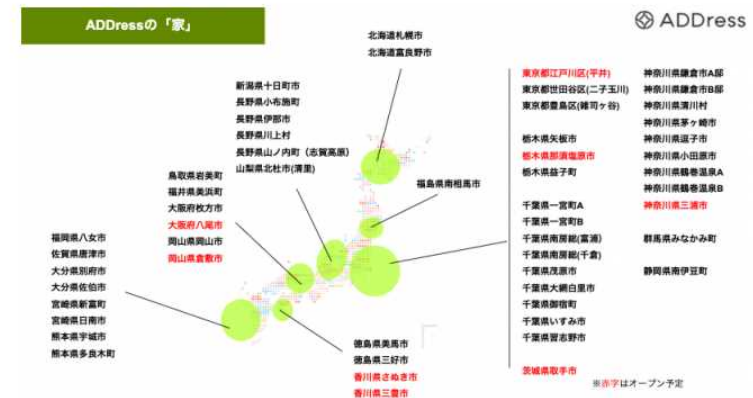 ADDressの「家」
ADDress
北海道札幌市
北海道富良野市
新潟県十日町市
長野県小布施町
長野県伊那市
長野県川上村
長野県山ノ内町（志賀高原）
山梨県北杜市(清里)
福島県南相馬市
鳥取県岩美町
福井県美浜町
大阪府枚方市
大阪府八尾市
岡山県岡山市
岡山県倉敷市
福岡県八女市
佐賀県唐津市
大分県別府市
大分県佐伯市
宮崎県新富町
宮崎県日南市
熊本県宇城市
熊本県多良木町
徳島県美馬市
徳島県三好市
香川県さぬき市
香川県三豊市
東京都江戸川区(平井)
東京都世田谷区(二子玉川)
東京都豊島区(雑司ヶ谷)
栃木県矢板市
栃木県那須塩原市
栃木県益子町
千葉県一宮町A
千葉県一宮町B
千葉県南房総(富浦)
千葉県南房総(千倉)
千葉県茂原市
千葉県大網白里市
千葉県御宿町
千葉県いすみ市
千葉県習志野市
茨城県取手市
神奈川県鎌倉市A邸
神奈川県鎌倉市B邸
神奈川県清川村
神奈川県茅ヶ崎市
神奈川県逗子市
神奈川県小田原市
神奈川県鶴巻温泉A
神奈川県鶴巻温泉B
神奈川県三浦市
群馬県みなかみ町
静岡県南伊豆町
※赤字はオープン予定